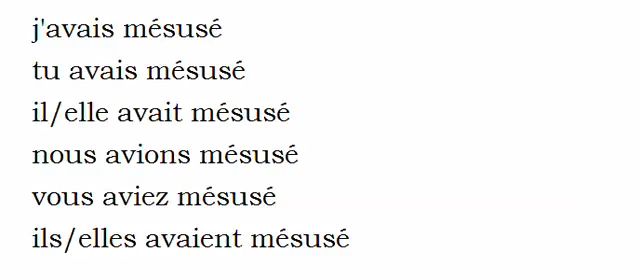 j'avais mésusé
tu avais mésusé
il/elle avait mésusé
nous avions mésusé
vous aviez mésusé
ils/elles avaient mésusé